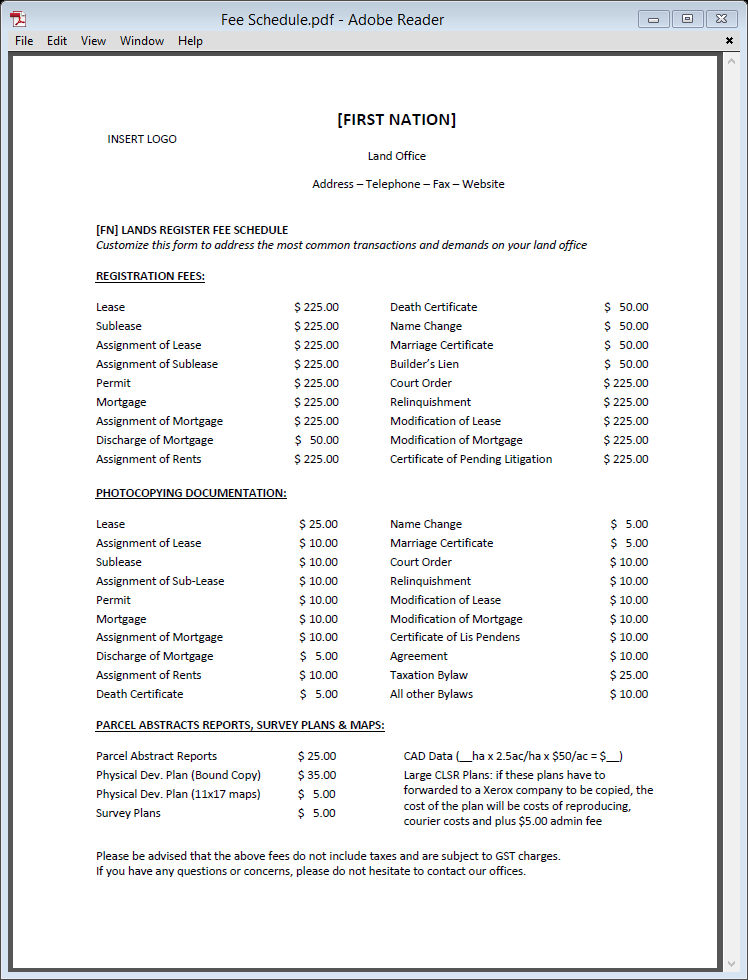 Fee Schedule.pdf - Adobe Reader
File Edit View Window Help
[FIRST NATION]
INSERT LOGO
Land Office
Address – Telephone – Fax – Website
[FN] LANDS REGISTER FEE SCHEDULE
Customize this form to address the most common transactions and demands on your land office
REGISTRATION FEES:
Lease $ 225.00 Death Certificate $ 50.00
Sublease $ 225.00 Name Change $ 50.00
Assignment of Lease $ 225.00 Marriage Certificate $ 50.00
Assignment of Sublease $ 225.00 Builder's Lien $ 50.00
Permit $ 225.00 Court Order $ 225.00
Mortgage $ 225.00 Relinquishment $ 225.00
Assignment of Mortgage $ 225.00 Modification of Lease $ 225.00
Discharge of Mortgage $ 50.00 Modification of Mortgage $ 225.00
Assignment of Rents $ 225.00 Certificate of Pending Litigation $ 225.00
PHOTOCOPYING DOCUMENTATION:
Lease $ 25.00 Name Change $ 5.00
Assignment of Lease $ 10.00 Marriage Certificate $ 5.00
Sublease $ 10.00 Court Order $ 10.00
Assignment of Sub-Lease $ 10.00 Relinquishment $ 10.00
Permit $ 10.00 Modification of Lease $ 10.00
Mortgage $ 10.00 Modification of Mortgage $ 10.00
Assignment of Mortgage $ 10.00 Certificate of Lis Pendens $ 10.00
Discharge of Mortgage $ 5.00 Agreement $ 10.00
Assignment of Rents $ 10.00 Taxation Bylaw $ 25.00
Death Certificate $ 5.00 All other Bylaws $ 10.00
PARCEL ABSTRACTS REPORTS, SURVEY PLANS & MAPS:
Parcel Abstract Reports $ 25.00 CAD Data (__ha x 2.5ac/ha x $50/ac = $__)
Physical Dev. Plan (Bound Copy) $ 35.00 Large CLSR Plans: if these plans have to
Physical Dev. Plan (11x17 maps) $ 5.00 forwarded to a Xerox company to be copied, the
Survey Plans $ 5.00 cost of the plan will be costs of reproducing,
courier costs and plus $5.00 admin fee
Please be advised that the above fees do not include taxes and are subject to GST charges.
If you have any questions or concerns, please do not hesitate to contact our offices.